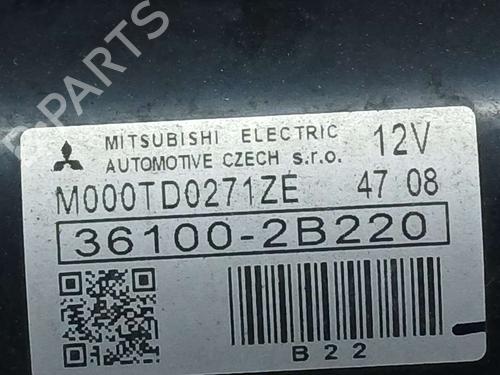 B-PARTS
MITSUBISHI ELECTRIC
AUTOMOTIVE CZECH s.r.o.
12V
M000TD0271ZE 47 08
36100-2B220
B22